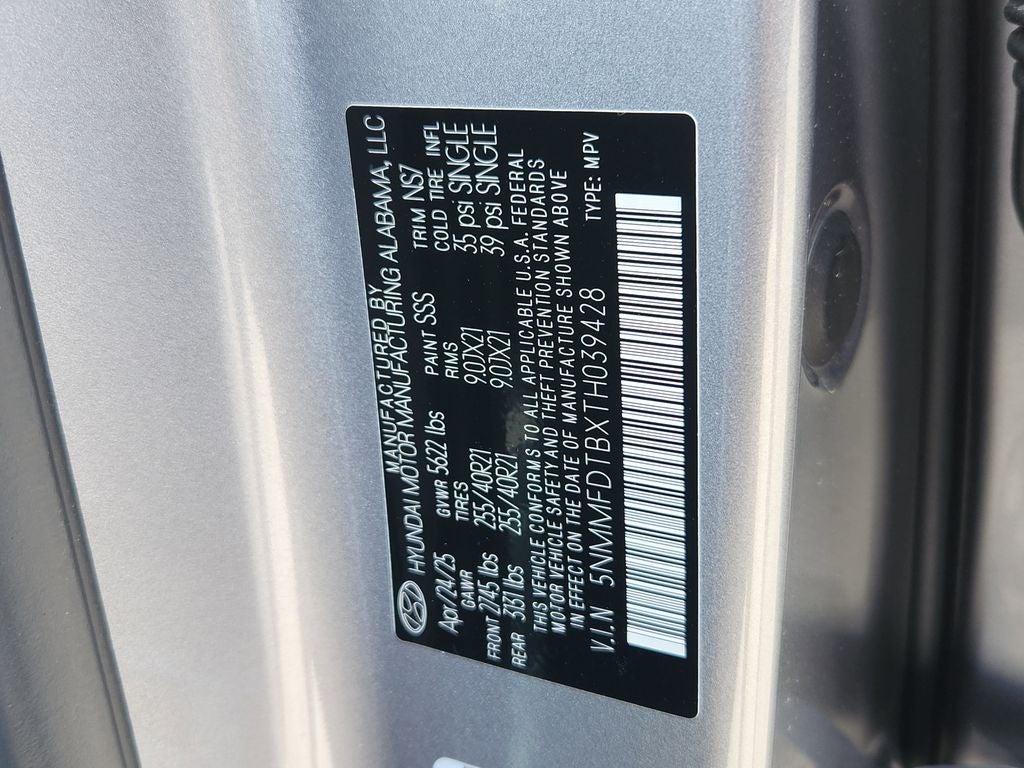 MANUFACTURED BY
HYUNDAI MOTOR MANUFACTURING ALABAMA, LLC
Apr/24/25 GVWR 5622 lbs PAINT SSS TRIM NS7
GAWR TIRES RIMS COLD TIRE INFL
FRONT 2745 lbs 255/40R21 9.0JX21 35 psi SINGLE
REAR 3351 lbs 255/40R21 9.0JX21 39 psi SINGLE
THIS VEHICLE CONFORMS TO ALL APPLICABLE U.S.A. FEDERAL
MOTOR VEHICLE SAFETY AND THEFT PREVENTION STANDARDS
IN EFFECT ON THE DATE OF MANUFACTURE SHOWN ABOVE
V.I.N 5NMMFDTBXTH039428 TYPE: MPV